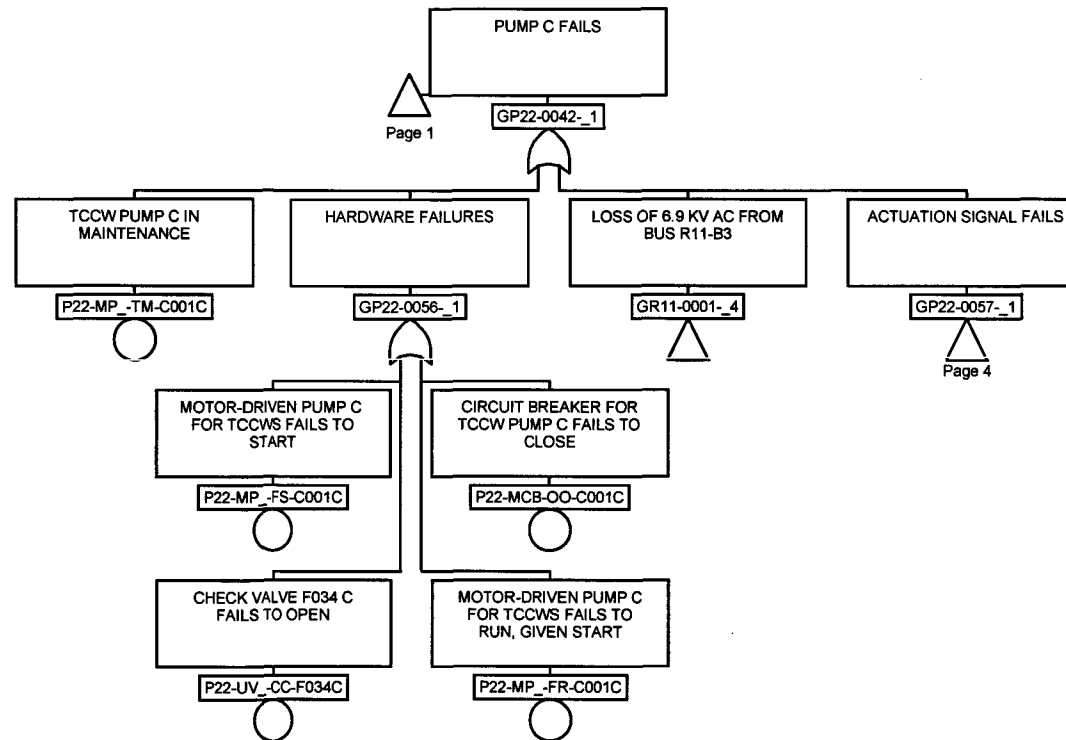 PUMP C FAILS
Page 1
GP22-0042-_1
TCCW PUMP C IN
MAINTENANCE
P22-MP_-TM-C001C
HARDWARE FAILURES
GP22-0056-_1
LOSS OF 6.9 KV AC FROM
BUS R11-B3
GR11-0001-_4
ACTUATION SIGNAL FAILS
GP22-0057-_1
Page 4
MOTOR-DRIVEN PUMP C
FOR TCCWS FAILS TO
START
P22-MP_-FS-C001C
CIRCUIT BREAKER FOR
TCCW PUMP C FAILS TO
CLOSE
P22-MCB-OO-C001C
CHECK VALVE F034 C
FAILS TO OPEN
P22-UV_-CC-F034C
MOTOR-DRIVEN PUMP C
FOR TCCWS FAILS TO
RUN, GIVEN START
P22-MP_-FR-C001C